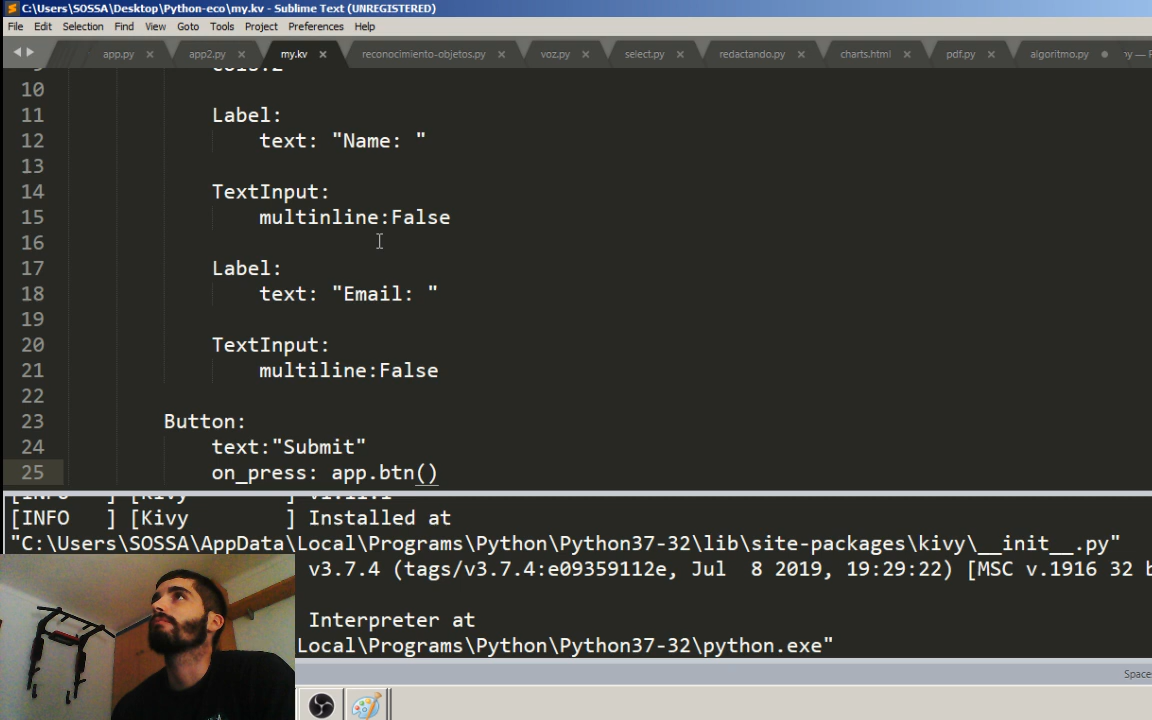 C:\Users\SOSSA\Desktop\Python-eco\my.kv - Sublime Text (UNREGISTERED)
File Edit Selection Find View Goto Tools Project Preferences Help
app.py app2.py my.kv reconocimiento-objetos.py voz.py select.py redactando.py charts.html pdf.py algoritmo.py
10
11 Label:
12 text: "Name: "
13
14 TextInput:
15 multinline:False
16
17 Label:
18 text: "Email: "
19
20 TextInput:
21 multiline:False
22
23 Button:
24 text:"Submit"
25 on_press: app.btn()
[INFO ] [Kivy ] v1.11.1
[INFO ] [Kivy ] Installed at
"C:\Users\SOSSA\AppData\Local\Programs\Python\Python37-32\lib\site-packages\kivy\__init__.py"
v3.7.4 (tags/v3.7.4:e09359112e, Jul 8 2019, 19:29:22) [MSC v.1916 32 b
Interpreter at
Local\Programs\Python\Python37-32\python.exe"